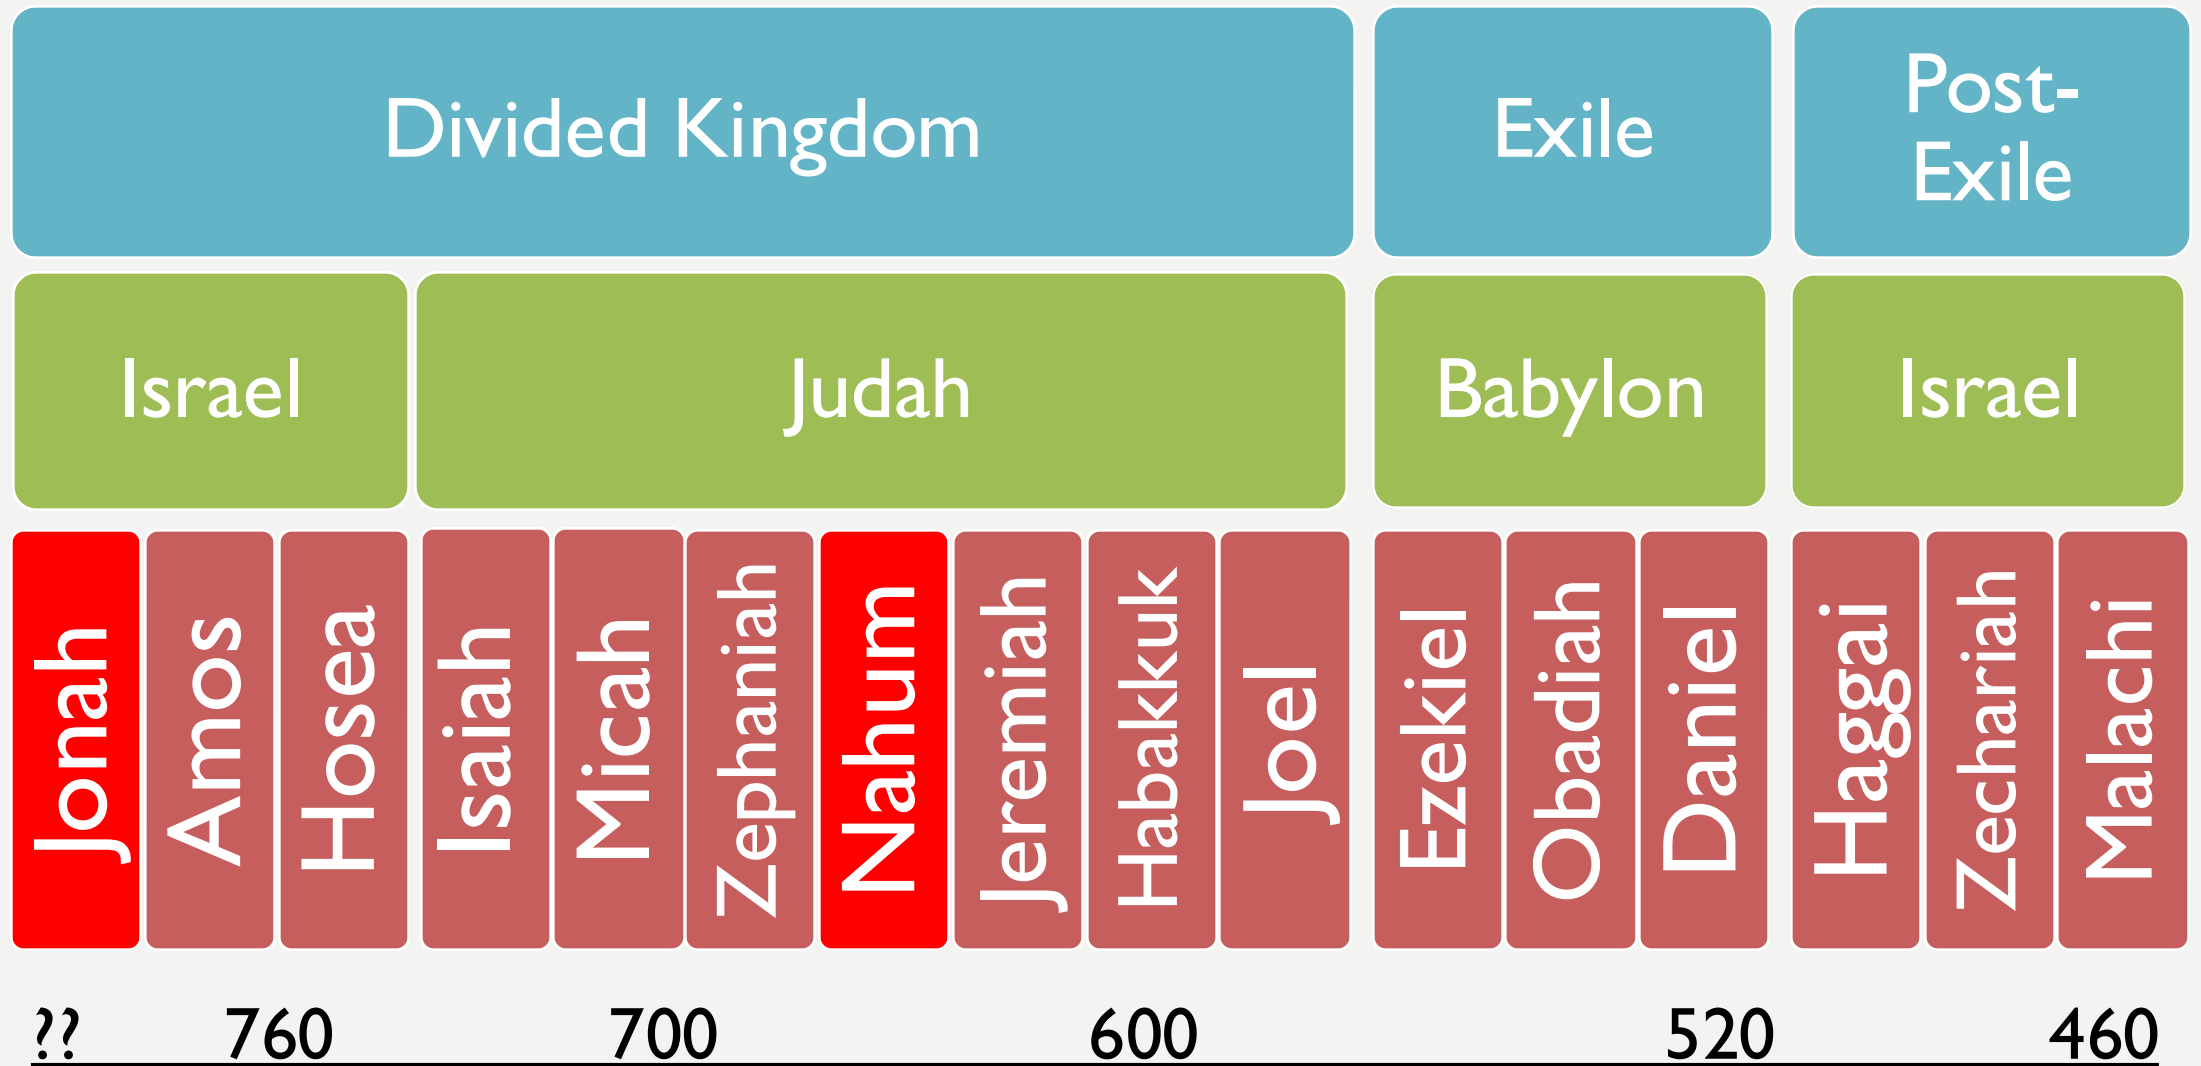 Divided Kingdom
Exile
Post-
Exile
Israel
Judah
Babylon
Israel
Jonah
Amos
Hosea
Isaiah
Micah
Zephaniah
Nahum
Jeremiah
Habakkuk
Joel
Ezekiel
Obadiah
Daniel
Haggai
Zechariah
Malachi
?? 760 700 600 520 460